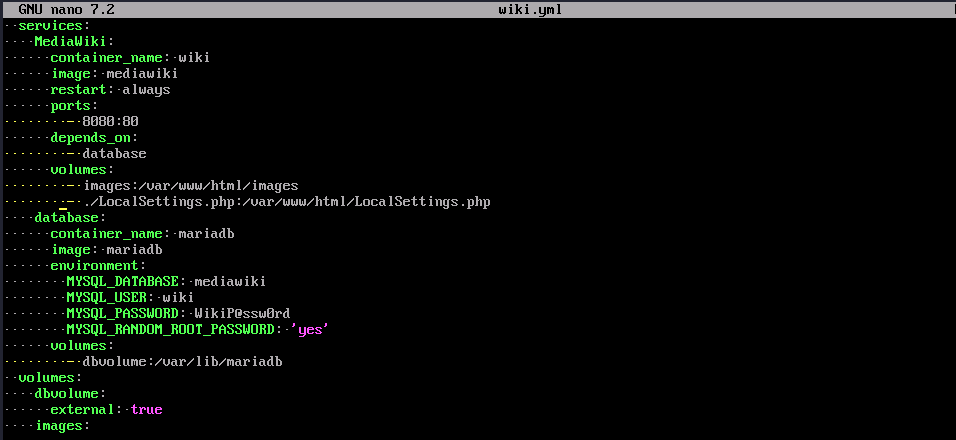 GNU nano 7.2 wiki.yml
··services:
····MediaWiki:
······container_name:·wiki
······image:·mediawiki
······restart:·always
······ports:
········-·8080:80
······depends_on:
········-·database
······volumes:
········-·images:/var/www/html/images
········-·./LocalSettings.php:/var/www/html/LocalSettings.php
····database:
······container_name:·mariadb
······image:·mariadb
······environment:
········MYSQL_DATABASE:·mediawiki
········MYSQL_USER:·wiki
········MYSQL_PASSWORD:·WikiP@ssw0rd
········MYSQL_RANDOM_ROOT_PASSWORD:·'yes'
······volumes:
········-·dbvolume:/var/lib/mariadb
··volumes:
····dbvolume:
······external:·true
····images: